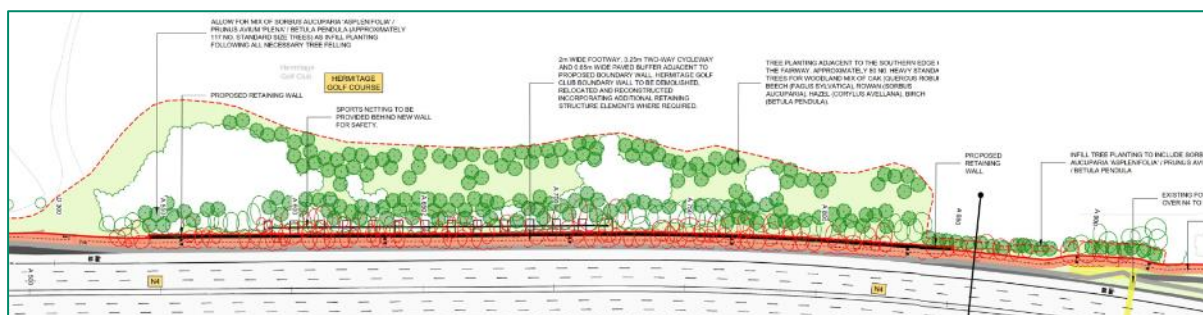 ALLOW FOR MIX OF SORBUS AUCUPARIA 'ASPLENIFOLIA' /
PRUNUS AVIUM 'PLENA' / BETULA PENDULA (APPROXIMATELY
117 NO. STANDARD SIZE TREES) AS INFILL PLANTING
FOLLOWING ALL NECESSARY TREE FELLING
Hermitage
Golf Club
HERMITAGE
GOLF COURSE
PROPOSED RETAINING WALL
SPORTS NETTING TO BE
PROVIDED BEHIND NEW WALL
FOR SAFETY.
2m WIDE FOOTWAY, 3.25m TWO-WAY CYCLEWAY
AND 0.65m WIDE PAVED BUFFER ADJACENT TO
PROPOSED BOUNDARY WALL. HERMITAGE GOLF
CLUB BOUNDARY WALL TO BE DEMOLISHED,
RELOCATED AND RECONSTRUCTED
INCORPORATING ADDITIONAL RETAINING
STRUCTURE ELEMENTS WHERE REQUIRED.
TREE PLANTING ADJACENT TO THE SOUTHERN EDGE
THE FAIRWAY. APPROXIMATELY 80 NO. HEAVY STANDA
TREES FOR WOODLAND MIX OF OAK (QUERCOUS ROBU
BEECH (FAGUS SYLVATICA), ROWAN (SORBUS
AUCUPARIA), HAZEL (CORYLUS AVELLANA), BIRCH
(BETULA PENDULA).
PROPOSED
RETAINING
WALL
INFILL TREE PLANTING TO INCLUDE SORB
AUCUPARIA 'ASPLENIFOLIA' / PRUNUS AV
/ BETULA PENDULA
EXISTING FO
OVER N4 TO
A 850
A 900
A 500
N4
N4